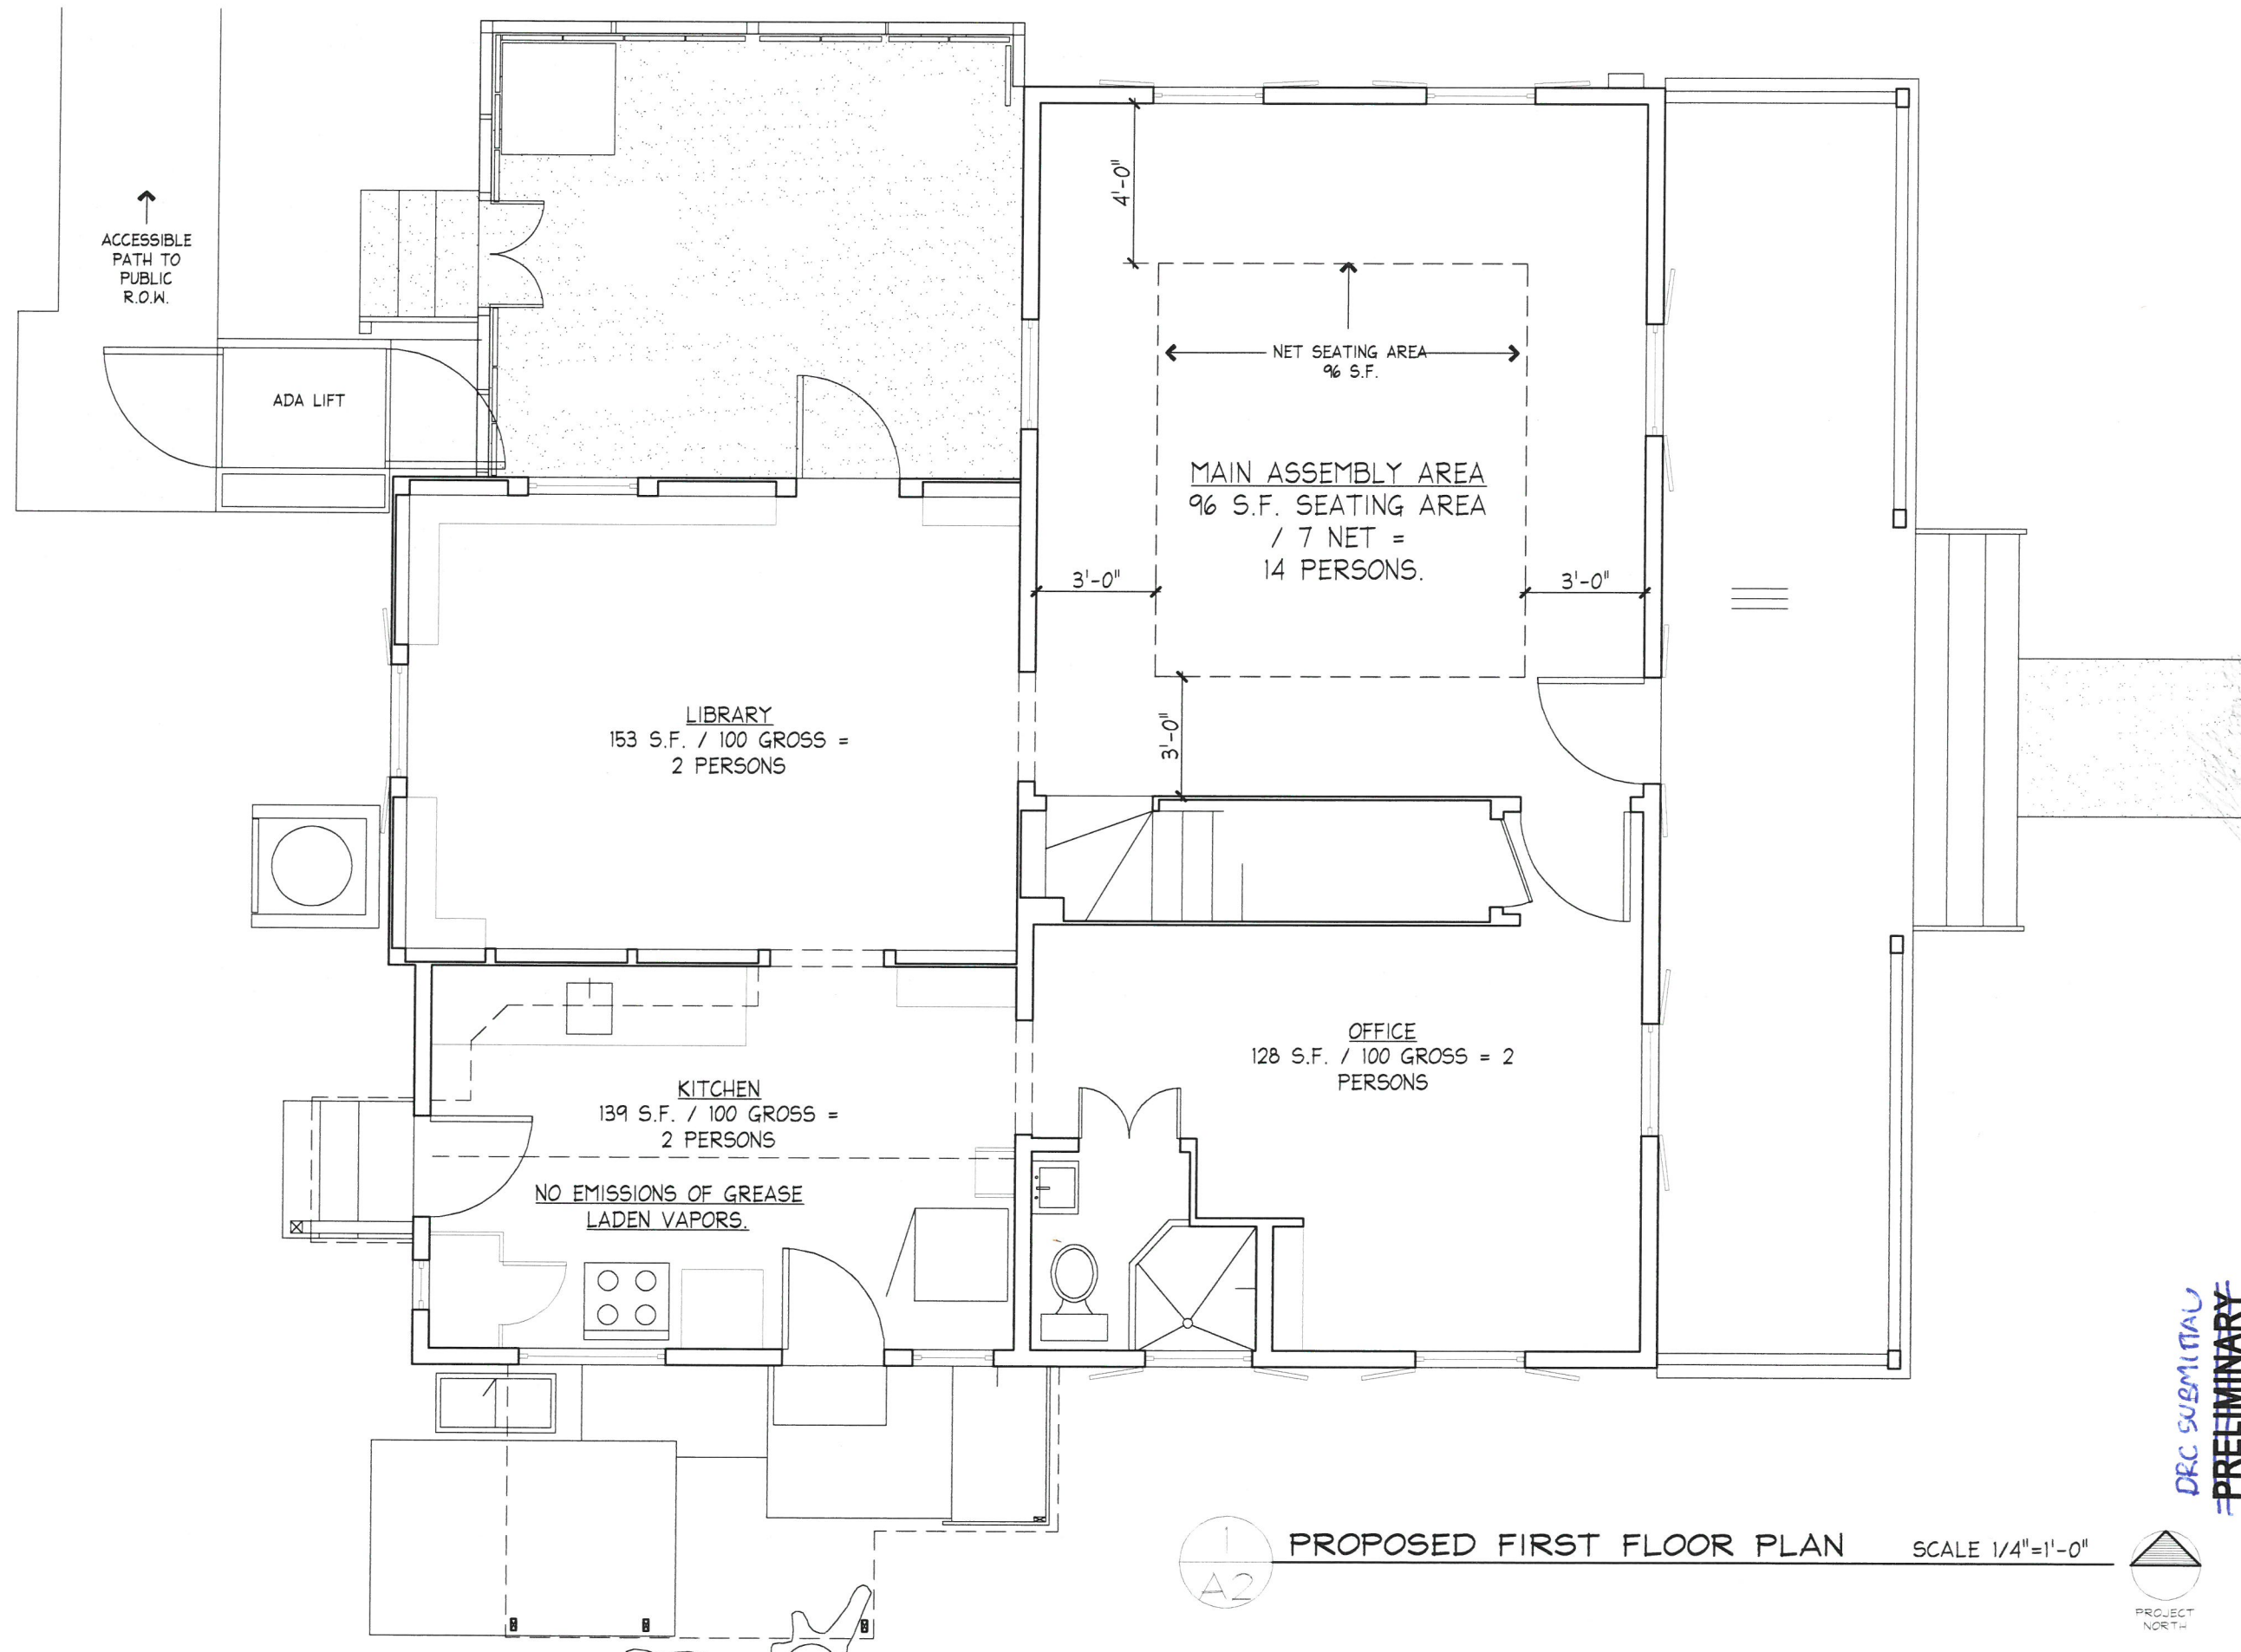 ACCESSIBLE
PATH TO
PUBLIC
R.O.W.
ADA LIFT
4'-0"
NET SEATING AREA
96 S.F.
MAIN ASSEMBLY AREA
96 S.F. SEATING AREA
/ 7 NET =
14 PERSONS.
3'-0"
3'-0"
3'-0"
LIBRARY
153 S.F. / 100 GROSS =
2 PERSONS
OFFICE
128 S.F. / 100 GROSS = 2
PERSONS
KITCHEN
139 S.F. / 100 GROSS =
2 PERSONS
NO EMISSIONS OF GREASE
LADEN VAPORS.
DRC SUBMITTAL
PRELIMINARY
1
A2
PROPOSED FIRST FLOOR PLAN
SCALE 1/4"=1'-0"
PROJECT
NORTH